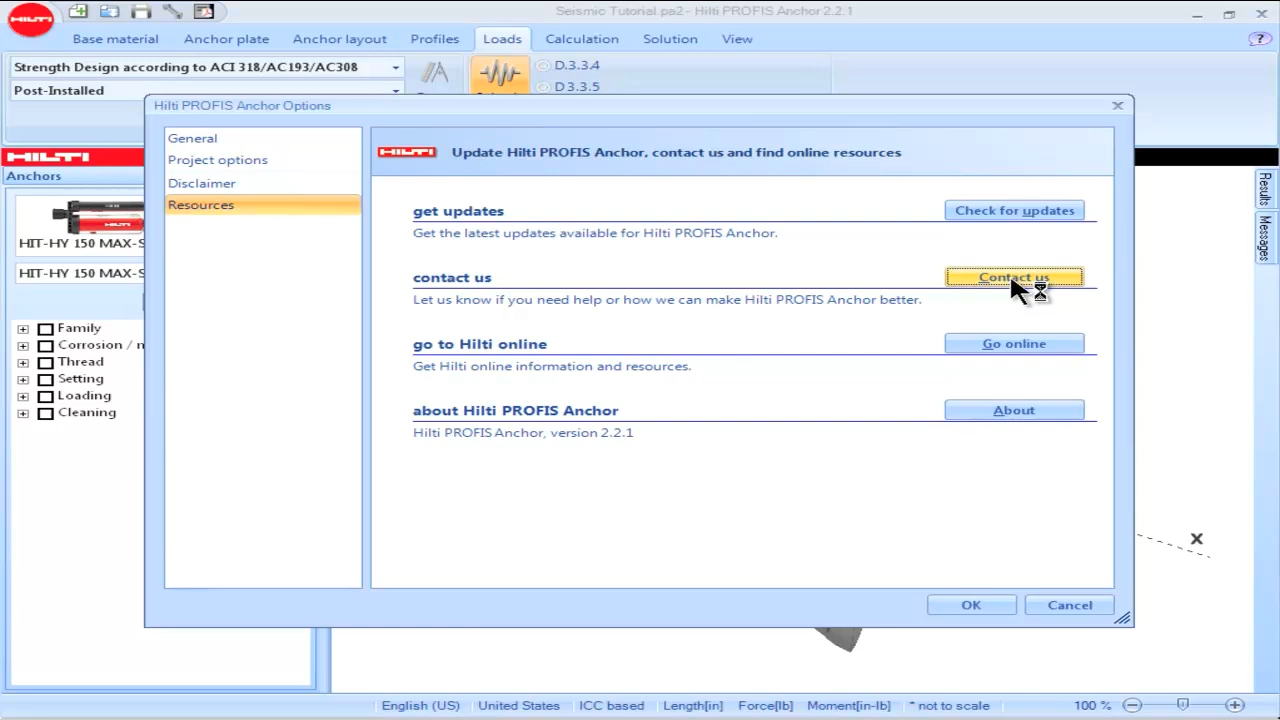 HILTI
Seismic Tutorial.pa2 - Hilti PROFIS Anchor 2.2.1
Base material Anchor plate Anchor layout Profiles Loads Calculation Solution View
Strength Design according to ACI 318/AC193/AC308
D.3.3.4
Post-Installed
D.3.3.5
Hilti PROFIS Anchor Options
General
Project options
Disclaimer
Resources
HILTI Update Hilti PROFIS Anchor, contact us and find online resources
get updates Check for updates
Get the latest updates available for Hilti PROFIS Anchor.
contact us Contact us
Let us know if you need help or how we can make Hilti PROFIS Anchor better.
go to Hilti online Go online
Get Hilti online information and resources.
about Hilti PROFIS Anchor About
Hilti PROFIS Anchor, version 2.2.1
OK Cancel
HILTI
Anchors
HILTI
HIT-HY 150 MAX-S
HIT-HY 150 MAX-S
Family
Corrosion /
Thread
Setting
Loading
Cleaning
Results
Messages
x
English (US) United States ICC based Length[in] Force[lb] Moment[in-lb] * not to scale 100 %